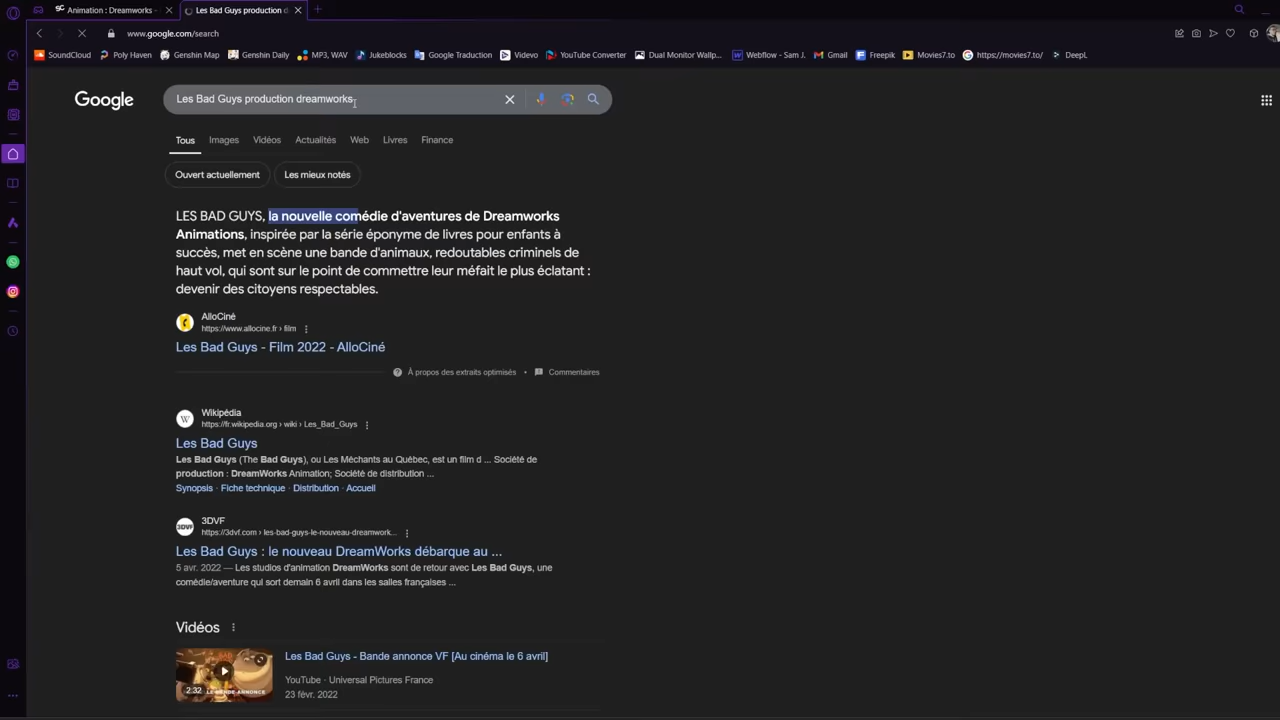 Animation : Dreamworks -
Les Bad Guys production d
www.google.com/search
SoundCloud
Poly Haven
Genshin Map
Genshin Daily
MP3, WAV
Jukeblocks
Google Traduction
Videvo
YouTube Converter
Dual Monitor Wallp...
Webflow - Sam J.
Gmail
Freepik
Movies7.to
https://movies7.to/
DeepL
Google
Les Bad Guys production dreamworks
Tous
Images
Vidéos
Actualités
Web
Livres
Finance
Ouvert actuellement
Les mieux notés
LES BAD GUYS, la nouvelle comédie d'aventures de Dreamworks
Animations, inspirée par la série éponyme de livres pour enfants à
succès, met en scène une bande d'animaux, redoutables criminels de
haut vol, qui sont sur le point de commettre leur méfait le plus éclatant :
devenir des citoyens respectables.
AlloCiné
https://www.allocine.fr › film
Les Bad Guys - Film 2022 - AlloCiné
À propos des extraits optimisés • Commentaires
W
Wikipédia
https://fr.wikipedia.org › wiki › Les_Bad_Guys
Les Bad Guys
Les Bad Guys (The Bad Guys), ou Les Méchants au Québec, est un film d ... Société de
production : DreamWorks Animation; Société de distribution ...
Synopsis · Fiche technique · Distribution · Accueil
3DVF
3DVF
https://3dvf.com › les-bad-guys-le-nouveau-dreamwork...
Les Bad Guys : le nouveau DreamWorks débarque au ...
5 avr. 2022 — Les studios d'animation DreamWorks sont de retour avec Les Bad Guys, une
comédie/aventure qui sort demain 6 avril dans les salles françaises ...
Vidéos
Les Bad Guys - Bande annonce VF [Au cinéma le 6 avril]
YouTube · Universal Pictures France
23 févr. 2022
2:32